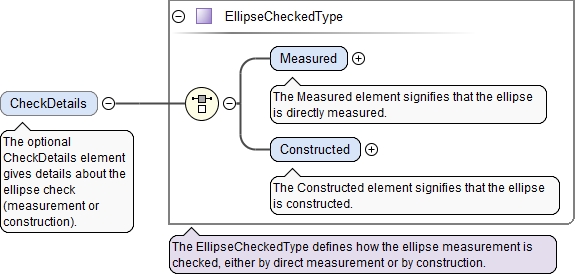 EllipseCheckedType
Measured
The Measured element signifies that the ellipse
is directly measured.
CheckDetails
The optional
CheckDetails element
gives details about the
ellipse check
(measurement or
construction).
Constructed
The Constructed element signifies that the ellipse
is constructed.
The EllipseCheckedType defines how the ellipse measurement is
checked, either by direct measurement or by construction.